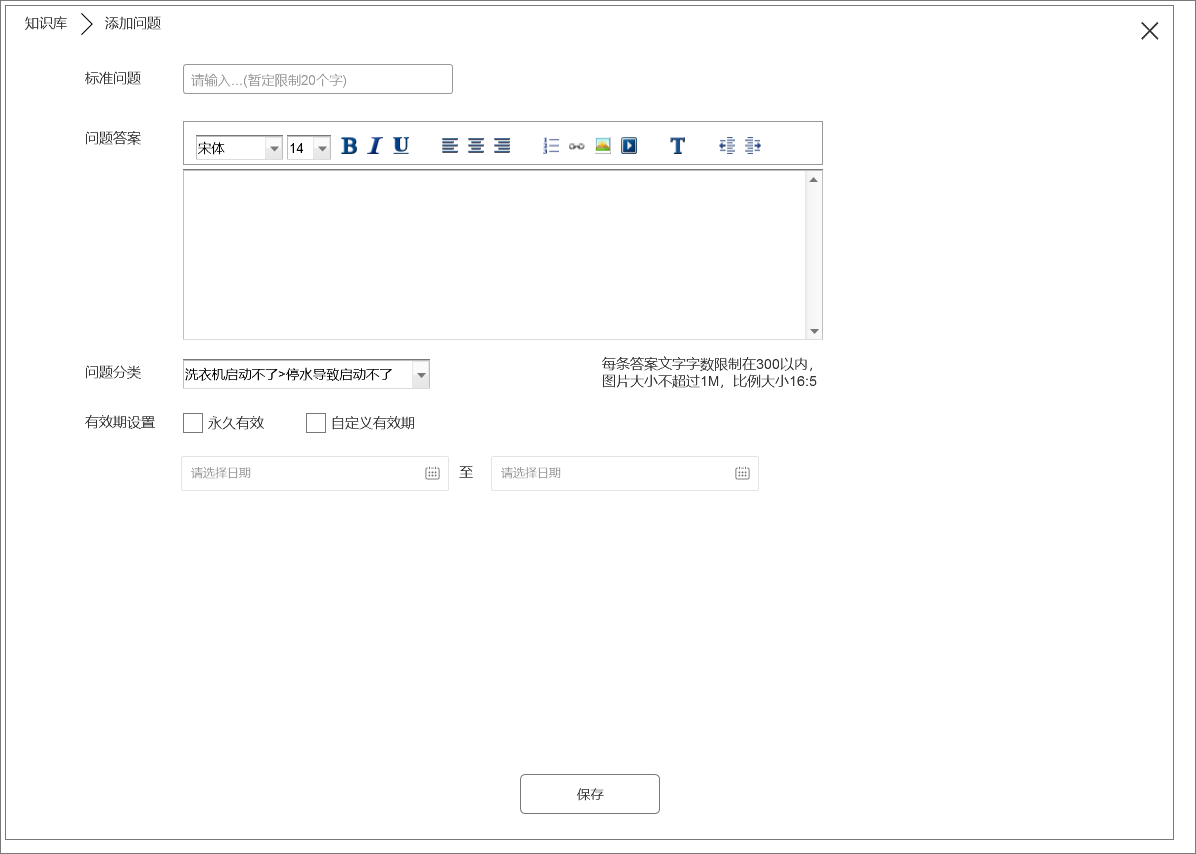 知识库 添加问题
标准问题 请输入...(暂定限制20个字)
问题答案 宋体 14 B I U T
问题分类 洗衣机启动不了>停水导致启动不了
每条答案文字字数限制在300以内，
图片大小不超过1M，比例大小16:5
有效期设置 永久有效 自定义有效期
请选择日期 至 请选择日期
保存